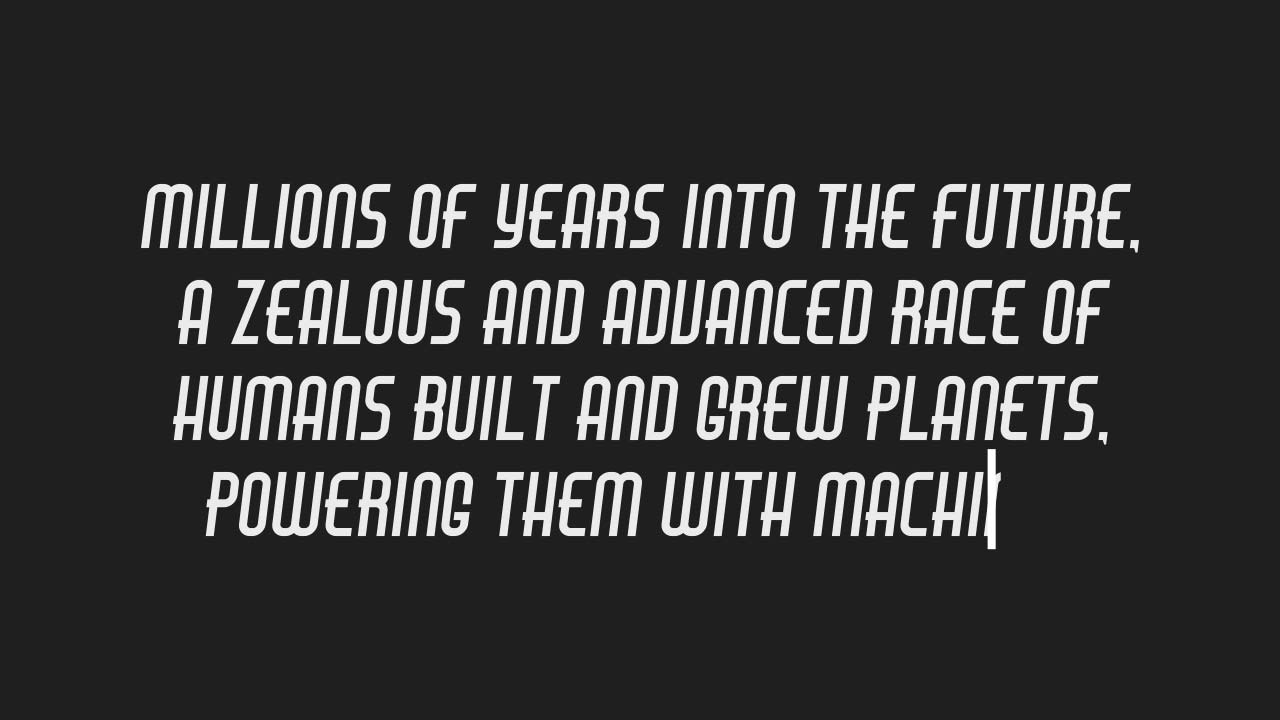 MILLIONS OF YEARS INTO THE FUTURE,
A ZEALOUS AND ADVANCED RACE OF
HUMANS BUILT AND GREW PLANETS,
POWERING THEM WITH MACHI